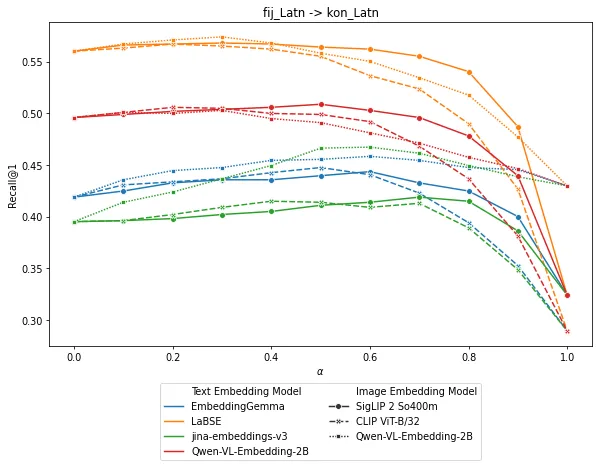 fij_Latn -> kon_Latn
Recall@1
0.55
0.50
0.45
0.40
0.35
0.30
0.0 0.2 0.4 0.6 0.8 1.0
α
Text Embedding Model Image Embedding Model
EmbeddingGemma SigLIP 2 So400m
LaBSE CLIP ViT-B/32
jina-embeddings-v3 Qwen-VL-Embedding-2B
Qwen-VL-Embedding-2B